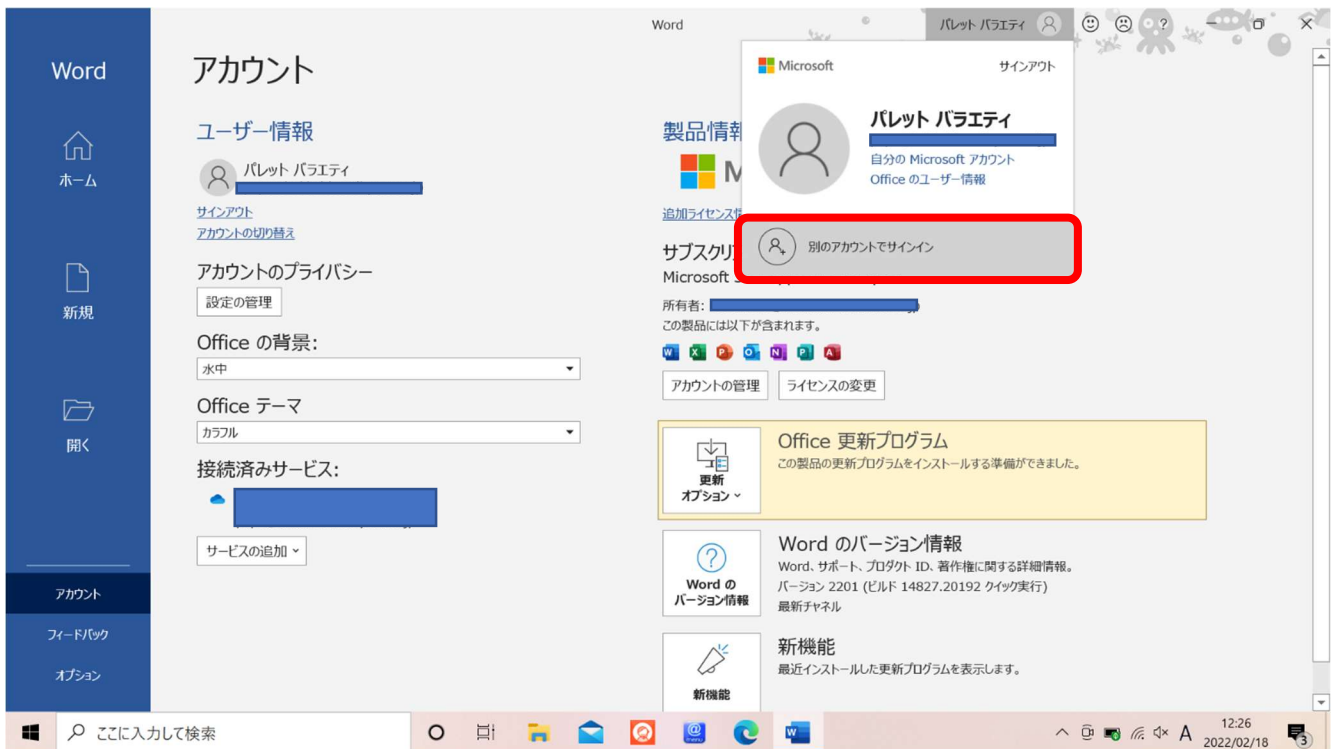 Word
パレット バラエティ
Word
ホーム
新規
開く
アカウント
フィードバック
オプション
アカウント
ユーザー情報
パレット バラエティ
サインアウト
アカウントの切り替え
アカウントのプライバシー
設定の管理
Office の背景:
水中
Office テーマ
カラフル
接続済みサービス:
サービスの追加
Microsoft
サインアウト
パレット バラエティ
自分の Microsoft アカウント
Office のユーザー情報
別のアカウントでサインイン
製品情報
追加ライセンス情
サブスクリ
Microsoft
所有者:
この製品には以下が含まれます。
アカウントの管理
ライセンスの変更
更新
オプション
Office 更新プログラム
この製品の更新プログラムをインストールする準備ができました。
Word の
バージョン情報
Word のバージョン情報
Word、サポート、プロダクト ID、著作権に関する詳細情報。
バージョン 2201 (ビルド 14827.20192 クイック実行)
最新チャネル
新機能
新機能
最近インストールした更新プログラムを表示します。
ここに入力して検索
A
12:26
2022/02/18
3